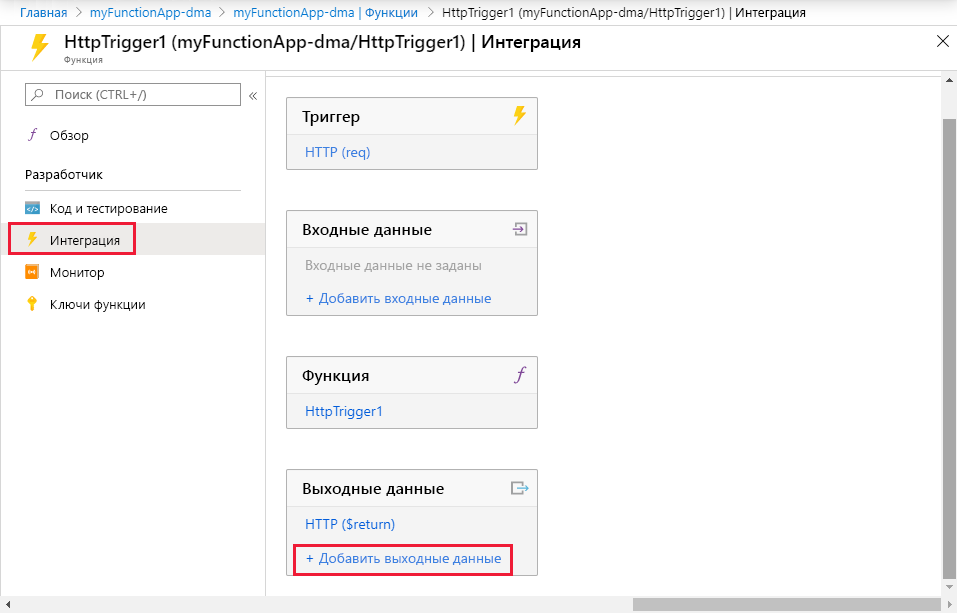 Главная > myFunctionApp-dma > myFunctionApp-dma | Функции > HttpTrigger1 (myFunctionApp-dma/HttpTrigger1) | Интеграция
HttpTrigger1 (myFunctionApp-dma/HttpTrigger1) | Интеграция
Функция
Поиск (CTRL+/)
«
Обзор
Разработчик
Код и тестирование
Интеграция
Монитор
Ключи функции
Триггер
HTTP (req)
Входные данные
Входные данные не заданы
+ Добавить входные данные
Функция
HttpTrigger1
Выходные данные
HTTP ($return)
+ Добавить выходные данные